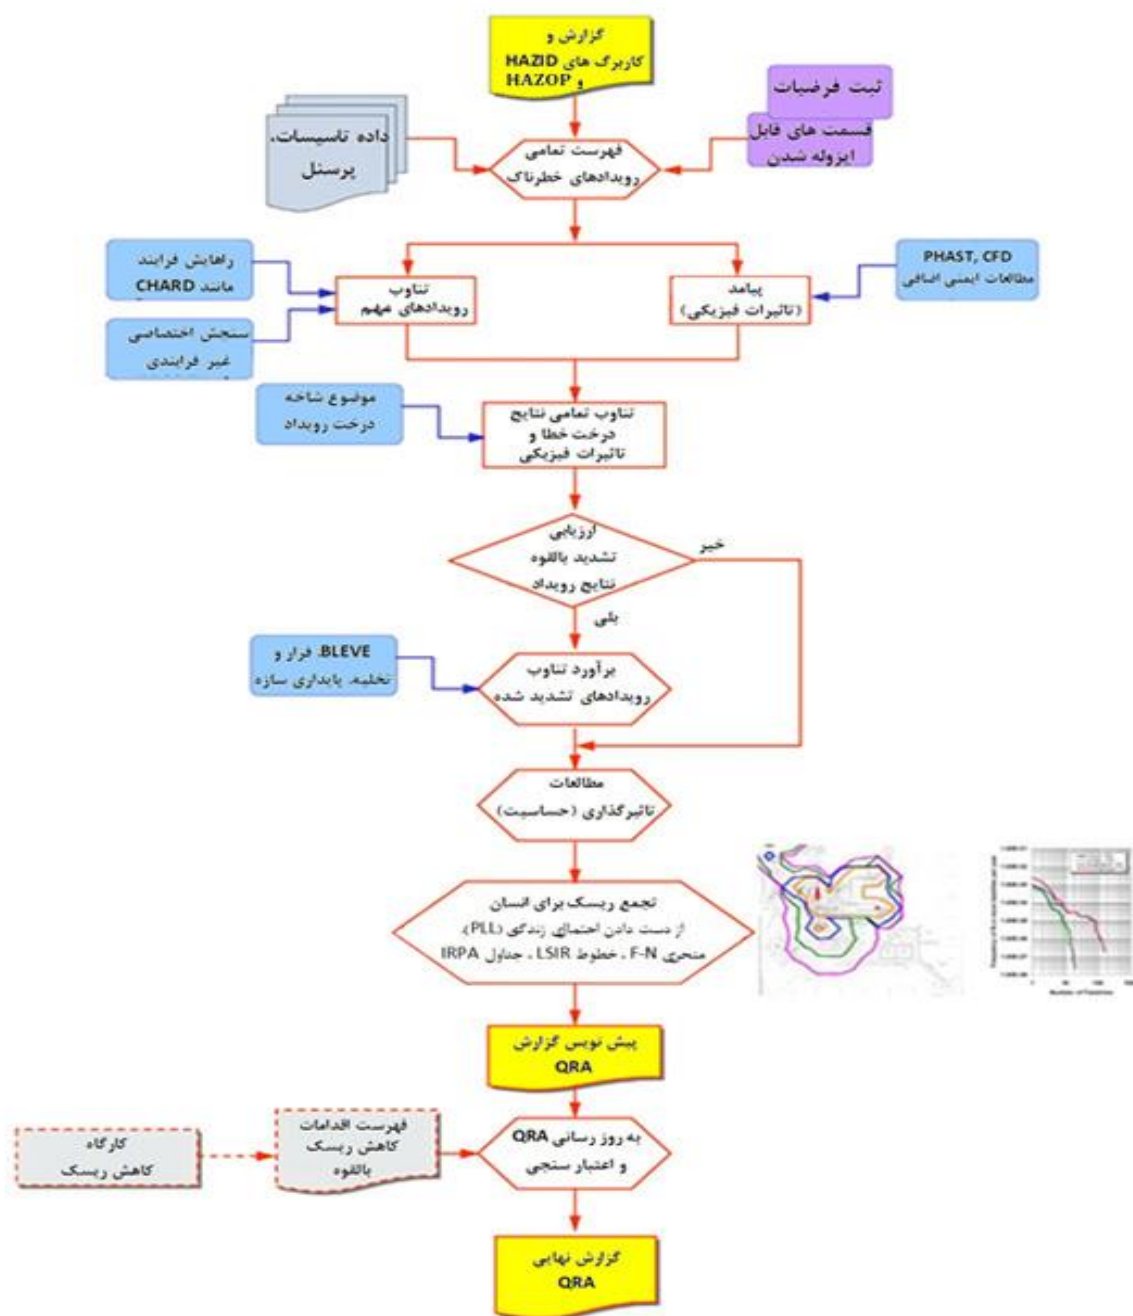 گزارش و
کاربرگ های HAZID
و HAZOP
ثبت فرضیات
قسمت های قابل
ایزوله شدن
داده تاسیسات،
پرسنل
فهرست تمامی
رویدادهای خطرناک
رهایش فرایند
مانند CHARD
تناوب
رویدادهای مهم
پیامد
(تاثیرات فیزیکی)
PHAST, CFD
مطالعات ایمنی اضافی
سنجش اختصاصی
غیر فرایندی
موضوع شاخه
درخت رویداد
تناوب تمامی نتایج
درخت خطا و
تاثیرات فیزیکی
ارزیابی
تشدید بالقوه
نتایج رویداد
خیر
بلی
BLEVE، فرار و
تخلیه، پایداری سازه
برآورد تناوب
رویدادهای تشدید شده
مطالعات
تاثیرگذاری (حساسیت)
تجمع ریسک برای انسان
از دست دادن احتمالی زندگی (PLL)،
منحری F-N ، خطوط LSIR ، جداول IRPA
Number of Fatalities
پیش نویس گزارش
QRA
کارگاه
کاهش ریسک
فهرست اقدامات
کاهش ریسک
بالقوه
به روز رسانی QRA
و اعتبار سنجی
گزارش نهایی
QRA